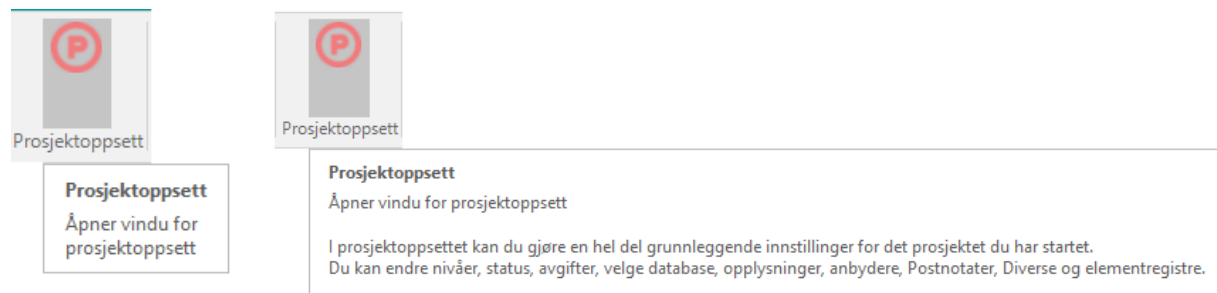 P
Prosjektoppsett
Prosjektoppsett
Åpner vindu for
prosjektoppsett
P
Prosjektoppsett
Prosjektoppsett
Åpner vindu for prosjektoppsett
I prosjektoppsettet kan du gjøre en hel del grunnleggende innstillinger for det prosjektet du har startet.
Du kan endre nivåer, status, avgifter, velge database, opplysninger, anbydere, Postnotater, Diverse og elementregistre.